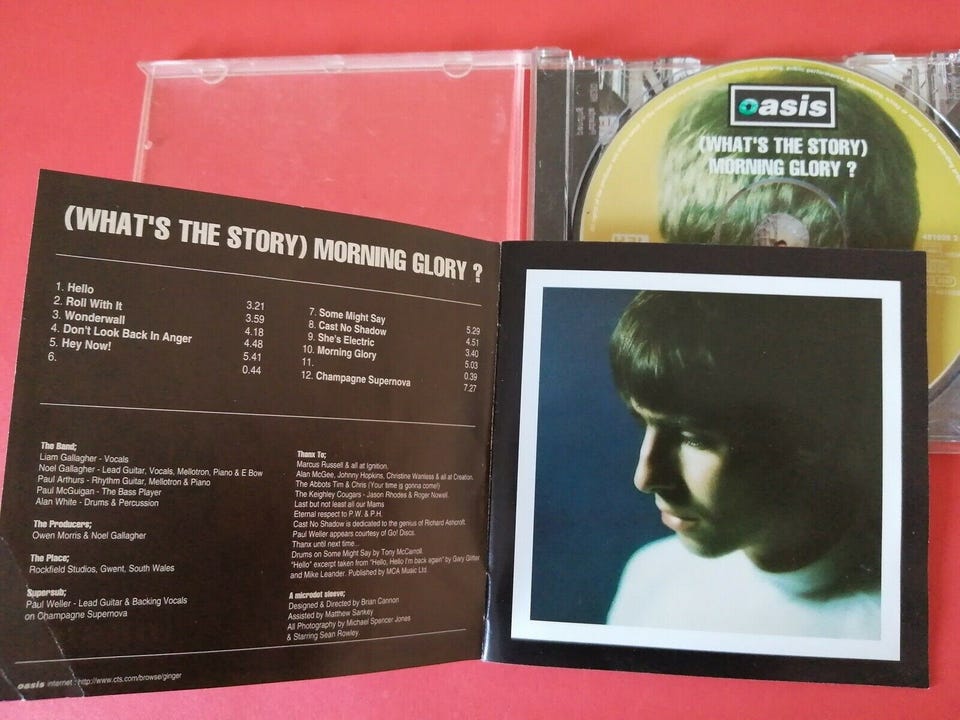 oasis
(WHAT'S THE STORY)
MORNING GLORY ?
(WHAT'S THE STORY) MORNING GLORY ?
1. Hello 3.21
2. Roll With It 3.59
3. Wonderwall 4.18
4. Don't Look Back In Anger 4.48
5. Hey Now! 5.41
6. 0.44
7. Some Might Say 5.29
8. Cast No Shadow 4.51
9. She's Electric 3.40
10. Morning Glory 5.03
11. 0.39
12. Champagne Supernova 7.27
The Band;
Liam Gallagher - Vocals
Noel Gallagher - Lead Guitar, Vocals, Mellotron, Piano & E Bow
Paul Arthurs - Rhythm Guitar, Mellotron & Piano
Paul McGuigan - The Bass Player
Alan White - Drums & Percussion
The Producers;
Owen Morris & Noel Gallagher
The Place;
Rockfield Studios, Gwent, South Wales
Supersub;
Paul Weller - Lead Guitar & Backing Vocals
on Champagne Supernova
Thanx To;
Marcus Russell & all at Ignition.
Alan McGee, Johnny Hopkins, Christine Wanless & all at Creation.
The Abbots Tim & Chris (Your time is gonna come!)
The Keighley Cougars - Jason Rhodes & Roger Nowell.
Last but not least all our Mams
Eternal respect to P.W. & P.H.
Cast No Shadow is dedicated to the genius of Richard Ashcroft.
Paul Weller appears courtesy of Go! Discs.
Thanx until next time...
Drums on Some Might Say by Tony McCarroll.
"Hello" excerpt taken from "Hello, Hello I'm back again" by Gary Glitter
and Mike Leander. Published by MCA Music Ltd.
A microdot sleeve;
Designed & Directed by Brian Cannon
Assisted by Matthew Sankey
All Photography by Michael Spencer Jones
& Starring Sean Rowley.
oasis internet : http://www.cts.com/browse/ginger